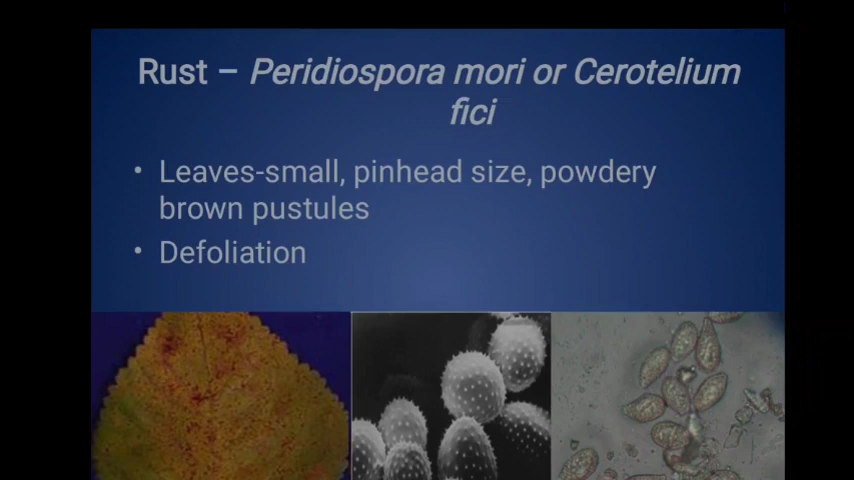 Rust – Peridiospora mori or Cerotelium
fici
• Leaves-small, pinhead size, powdery
brown pustules
• Defoliation